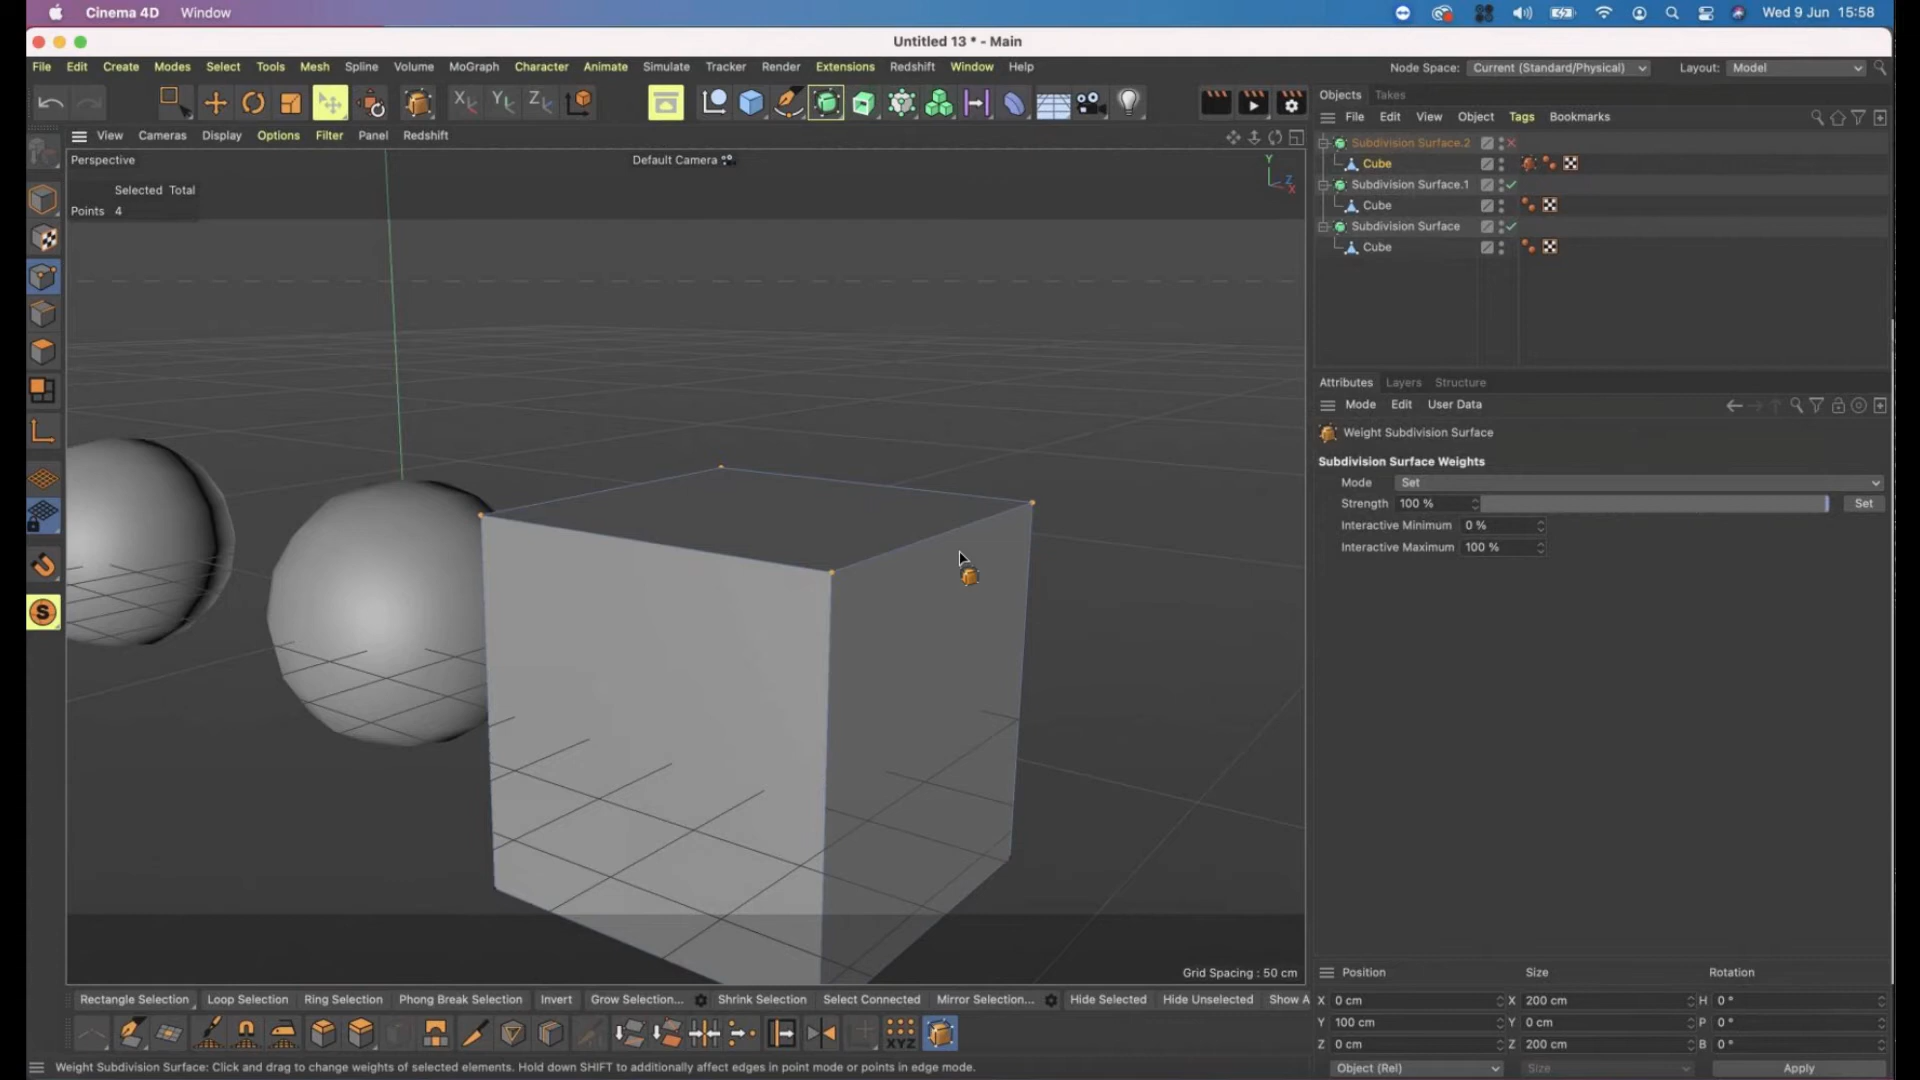 Cinema 4D Window
Wed 9 Jun 15:58
Untitled 13 * - Main
File Edit Create Modes Select Tools Mesh Spline Volume MoGraph Character Animate Simulate Tracker Render Extensions Redshift Window Help
Node Space: Current (Standard/Physical) Layout: Model
X Y Z
Objects Takes
File Edit View Object Tags Bookmarks
View Cameras Display Options Filter Panel Redshift
Perspective
Default Camera
Y
Z
X
Selected Total
Points 4
Subdivision Surface.2
Cube
Subdivision Surface.1
Cube
Subdivision Surface
Cube
Attributes Layers Structure
Mode Edit User Data
Weight Subdivision Surface
Subdivision Surface Weights
Mode Set
Strength 100 % Set
Interactive Minimum 0 %
Interactive Maximum 100 %
S
Grid Spacing : 50 cm
Rectangle Selection Loop Selection Ring Selection Phong Break Selection Invert Grow Selection... Shrink Selection Select Connected Mirror Selection... Hide Selected Hide Unselected Show A
XYZ
Position Size Rotation
X 0 cm X 200 cm H 0 °
Y 100 cm Y 0 cm P 0 °
Z 0 cm Z 200 cm B 0 °
Object (Rel) Size Apply
Weight Subdivision Surface: Click and drag to change weights of selected elements. Hold down SHIFT to additionally affect edges in point mode or points in edge mode.